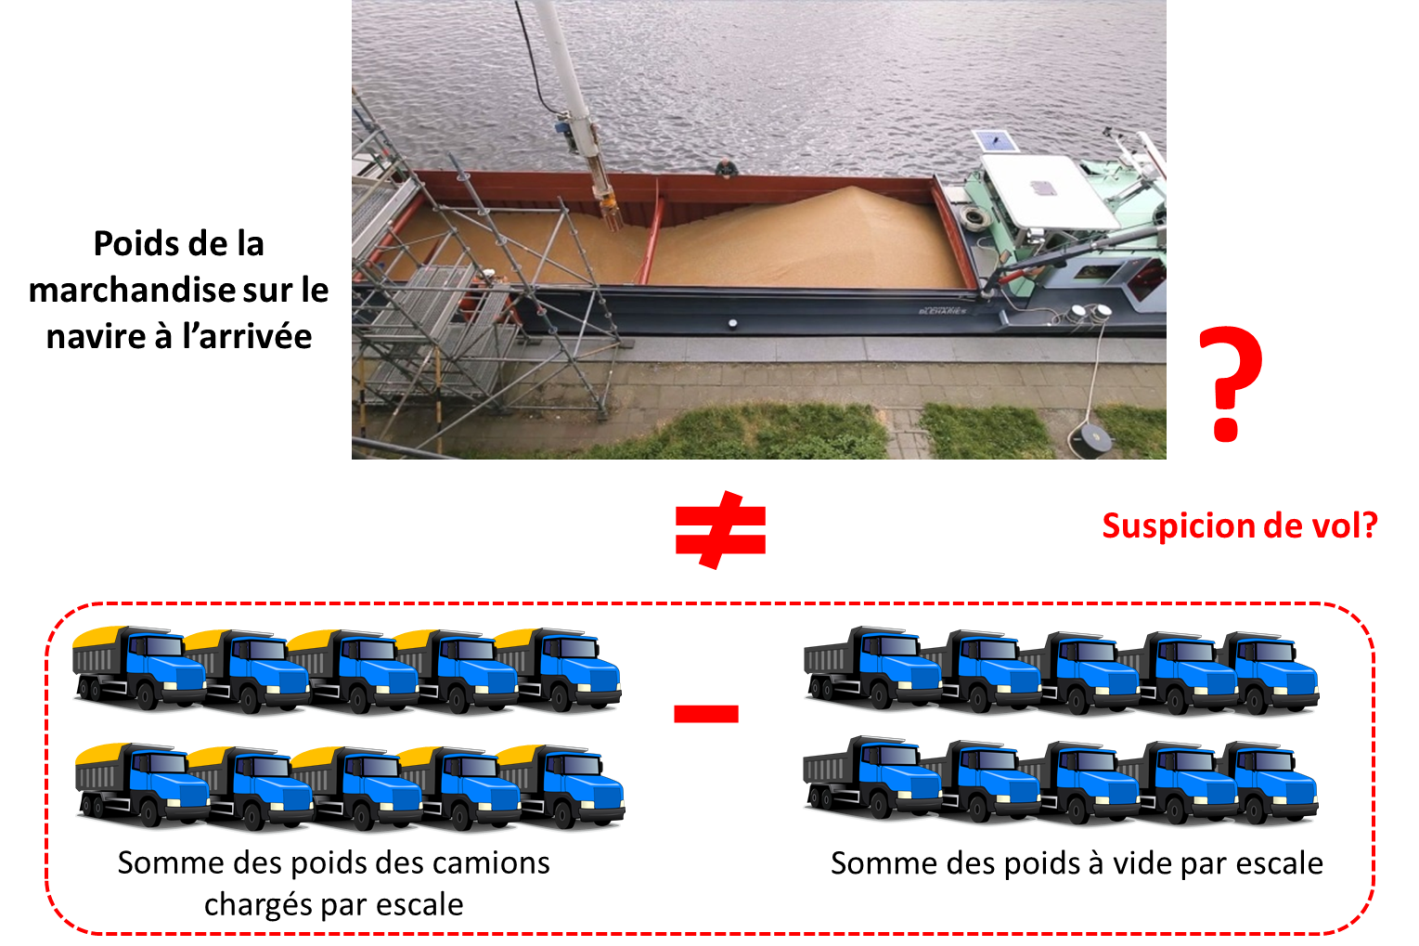 Poids de la
marchandise sur le
navire à l'arrivée
BLEHARIES
?
≠
Suspicion de vol?
–
Somme des poids des camions
chargés par escale
Somme des poids à vide par escale